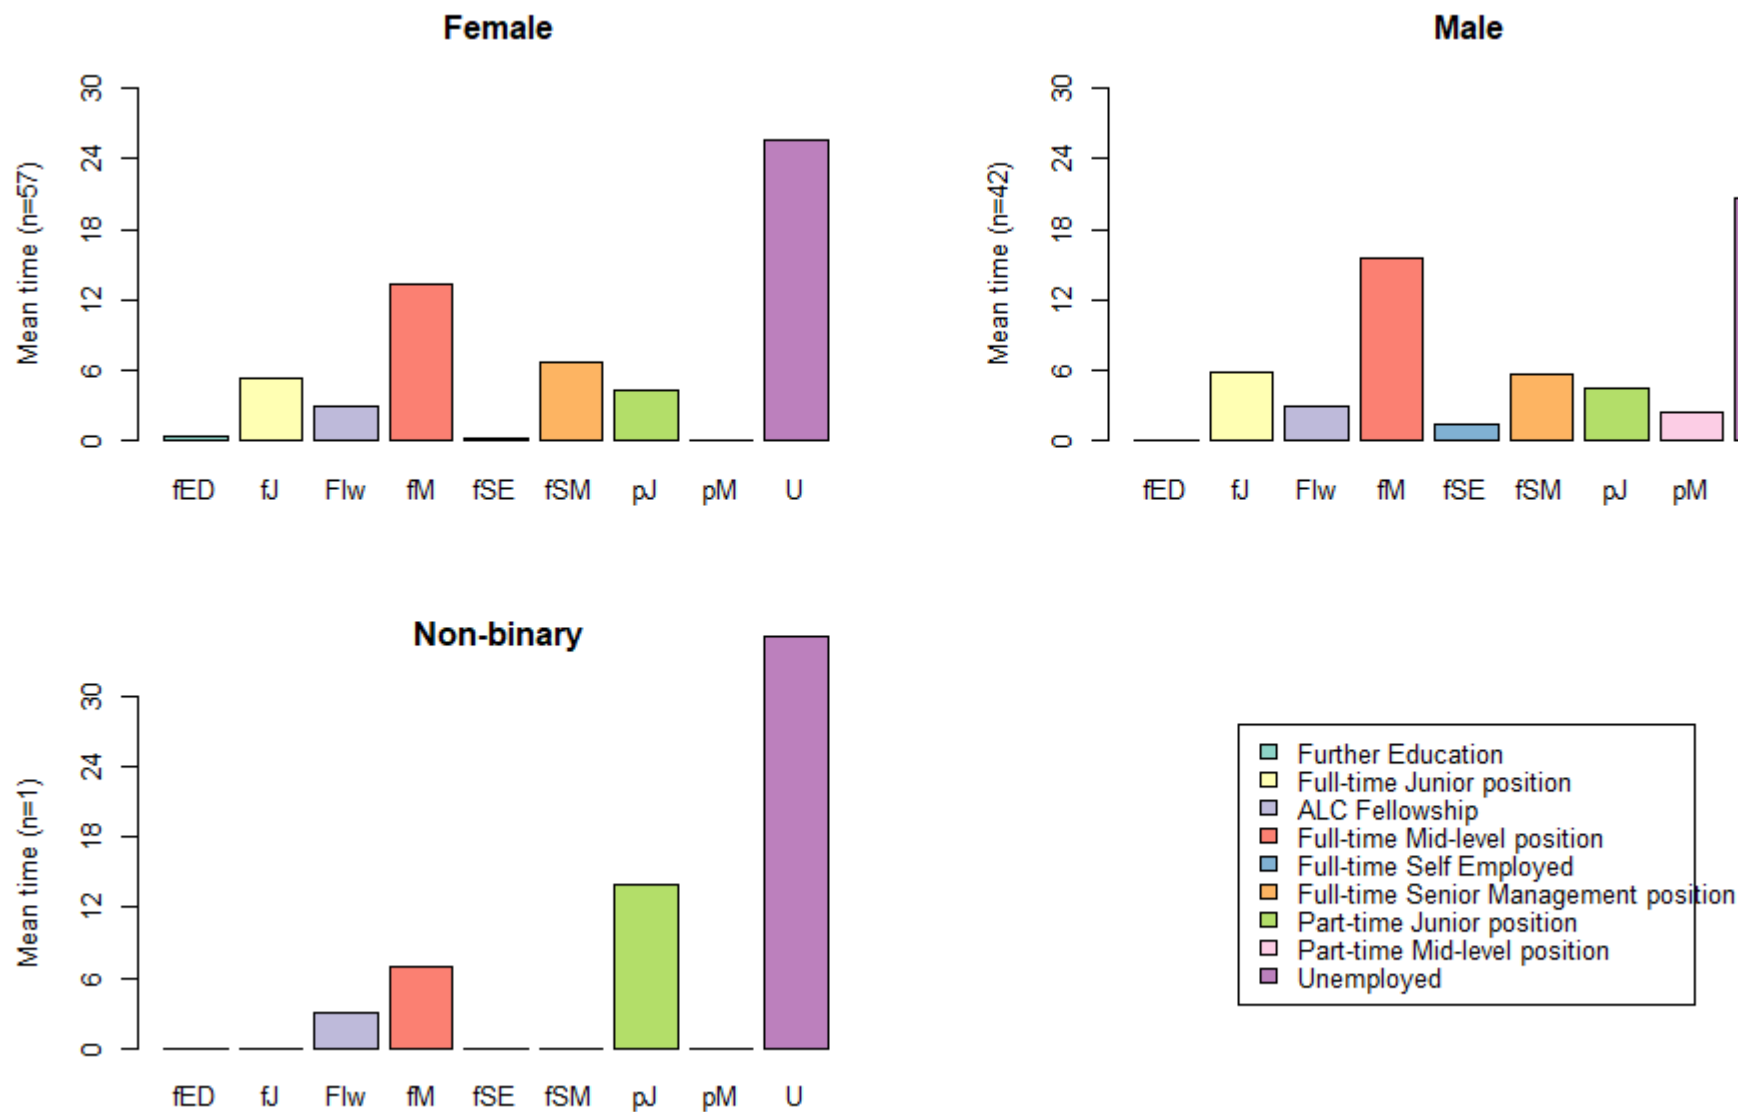 Female
Mean time (n=57)
30
24
18
12
6
0
fED fJ Flw fM fSE fSM pJ pM U
Male
Mean time (n=42)
30
24
18
12
6
0
fED fJ Flw fM fSE fSM pJ pM
Non-binary
Mean time (n=1)
30
24
18
12
6
0
fED fJ Flw fM fSE fSM pJ pM U
Further Education
Full-time Junior position
ALC Fellowship
Full-time Mid-level position
Full-time Self Employed
Full-time Senior Management position
Part-time Junior position
Part-time Mid-level position
Unemployed